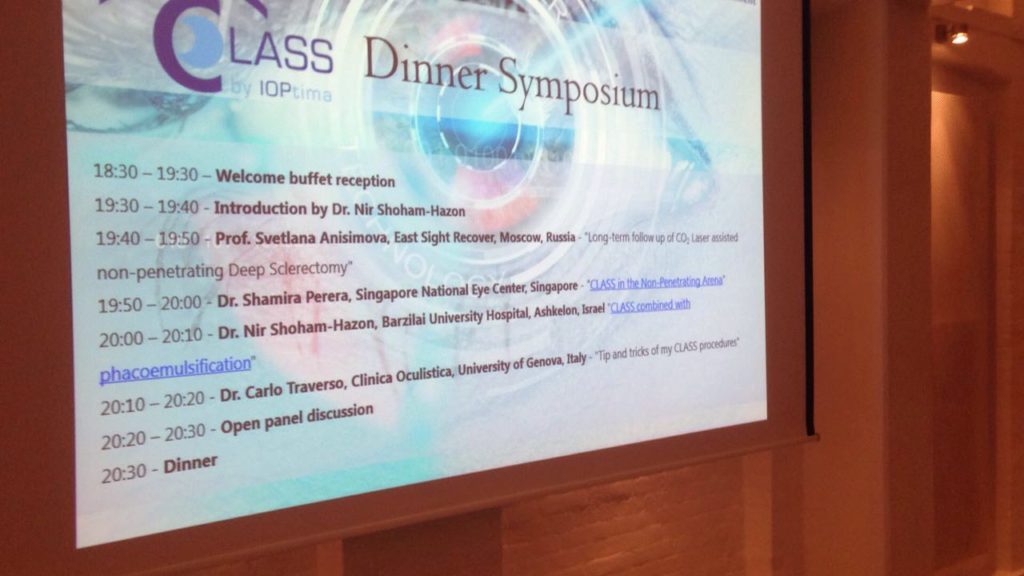 CLASS
by IOPtima
Dinner Symposium
18:30 – 19:30 – Welcome buffet reception
19:30 – 19:40 - Introduction by Dr. Nir Shoham-Hazon
19:40 – 19:50 - Prof. Svetlana Anisimova, East Sight Recover, Moscow, Russia - "Long-term follow up of CO₂ Laser assisted
non-penetrating Deep Sclerectomy"
19:50 – 20:00 - Dr. Shamira Perera, Singapore National Eye Center, Singapore - "CLASS in the Non-Penetrating Arena"
20:00 – 20:10 - Dr. Nir Shoham-Hazon, Barzilai University Hospital, Ashkelon, Israel "CLASS combined with
phacoemulsification"
20:10 – 20:20 - Dr. Carlo Traverso, Clinica Oculistica, University of Genova, Italy - "Tip and tricks of my CLASS procedures"
20:20 – 20:30 - Open panel discussion
20:30 - Dinner